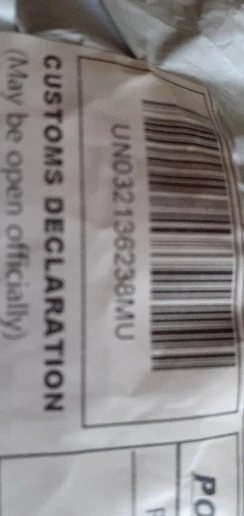 UN032136238MU
CUSTOMS DECLARATION
(May be open officially)
PO